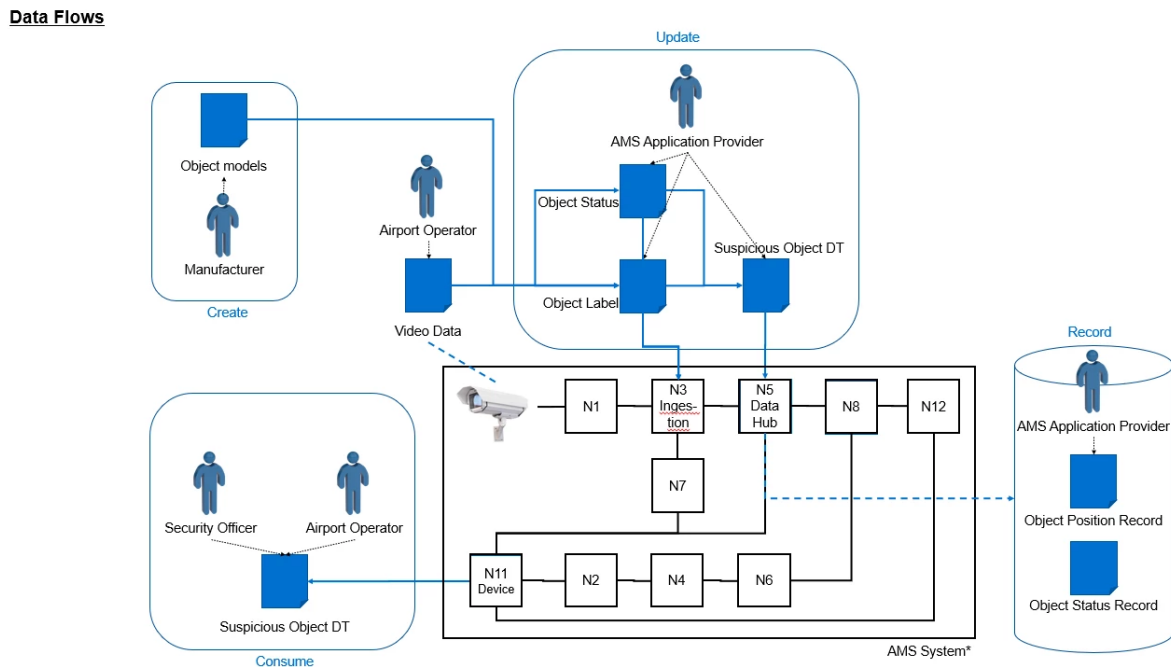 Data Flows
Update
AMS Application Provider
Object models
Manufacturer
Create
Airport Operator
Video Data
Object Status
Object Label
Suspicious Object DT
Record
AMS Application Provider
Object Position Record
Object Status Record
N1
N3
Inges-
tion
N5
Data
Hub
N8
N12
N7
N11
Device
N2
N4
N6
AMS System*
Security Officer
Airport Operator
Suspicious Object DT
Consume